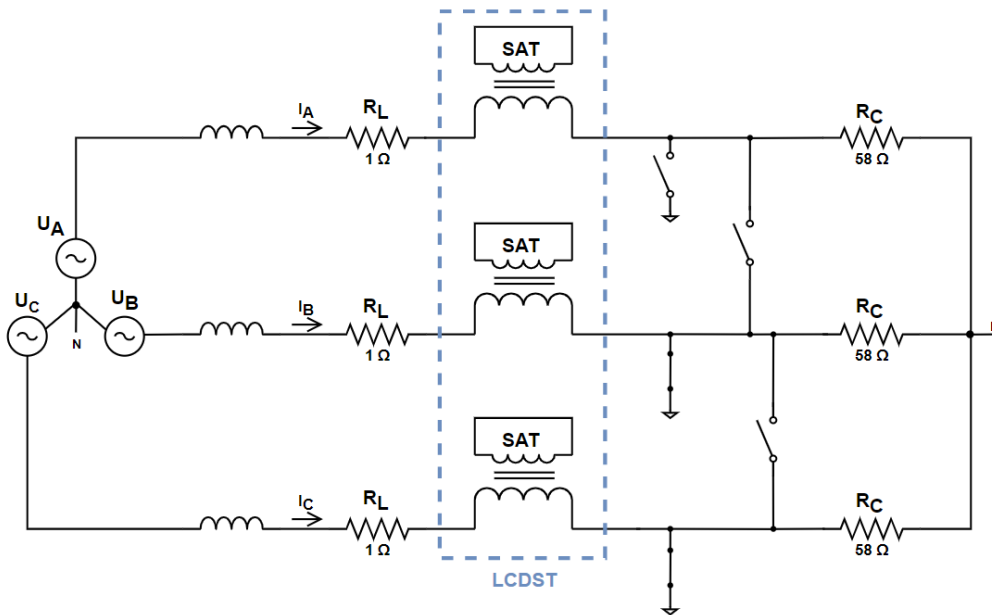 SAT
I_A
R_L
1 Ω
R_C
58 Ω
U_A
SAT
U_C
U_B
I_B
R_L
1 Ω
R_C
58 Ω
N
SAT
I_C
R_L
1 Ω
R_C
58 Ω
LCDST